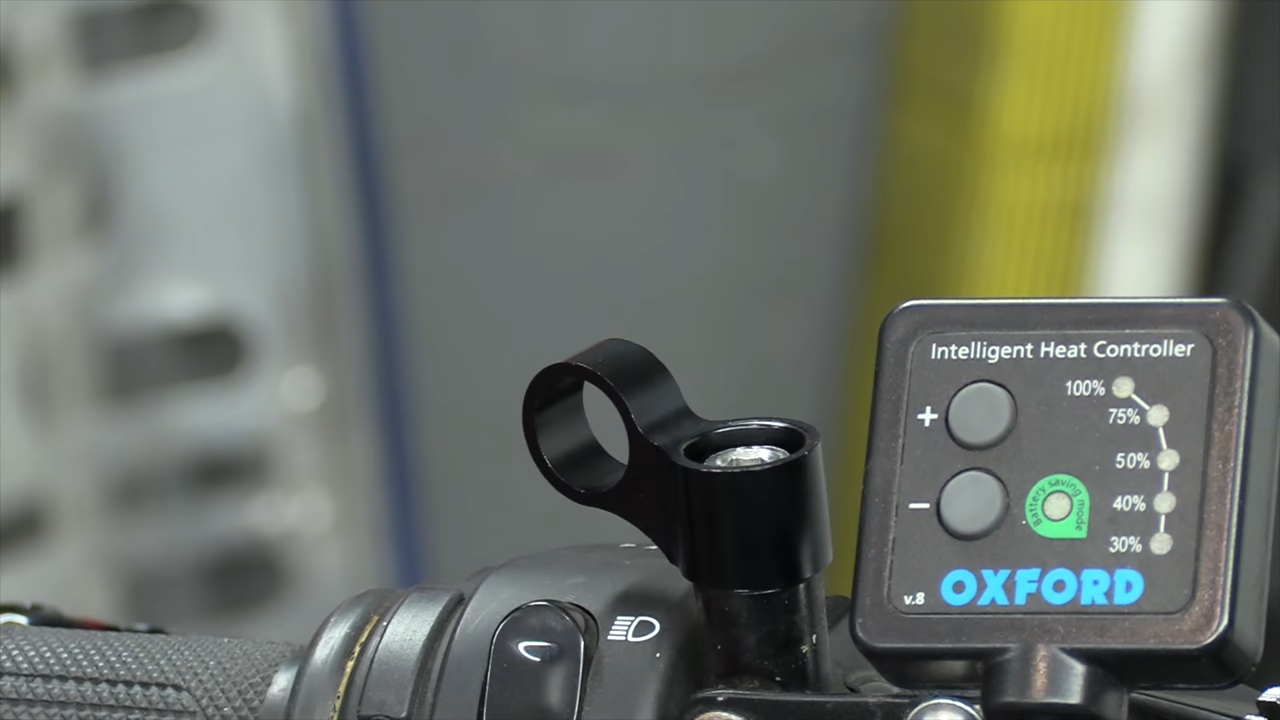 Intelligent Heat Controller
100%
+
75%
50%
Battery saving mode
40%
−
30%
v.8 OXFORD